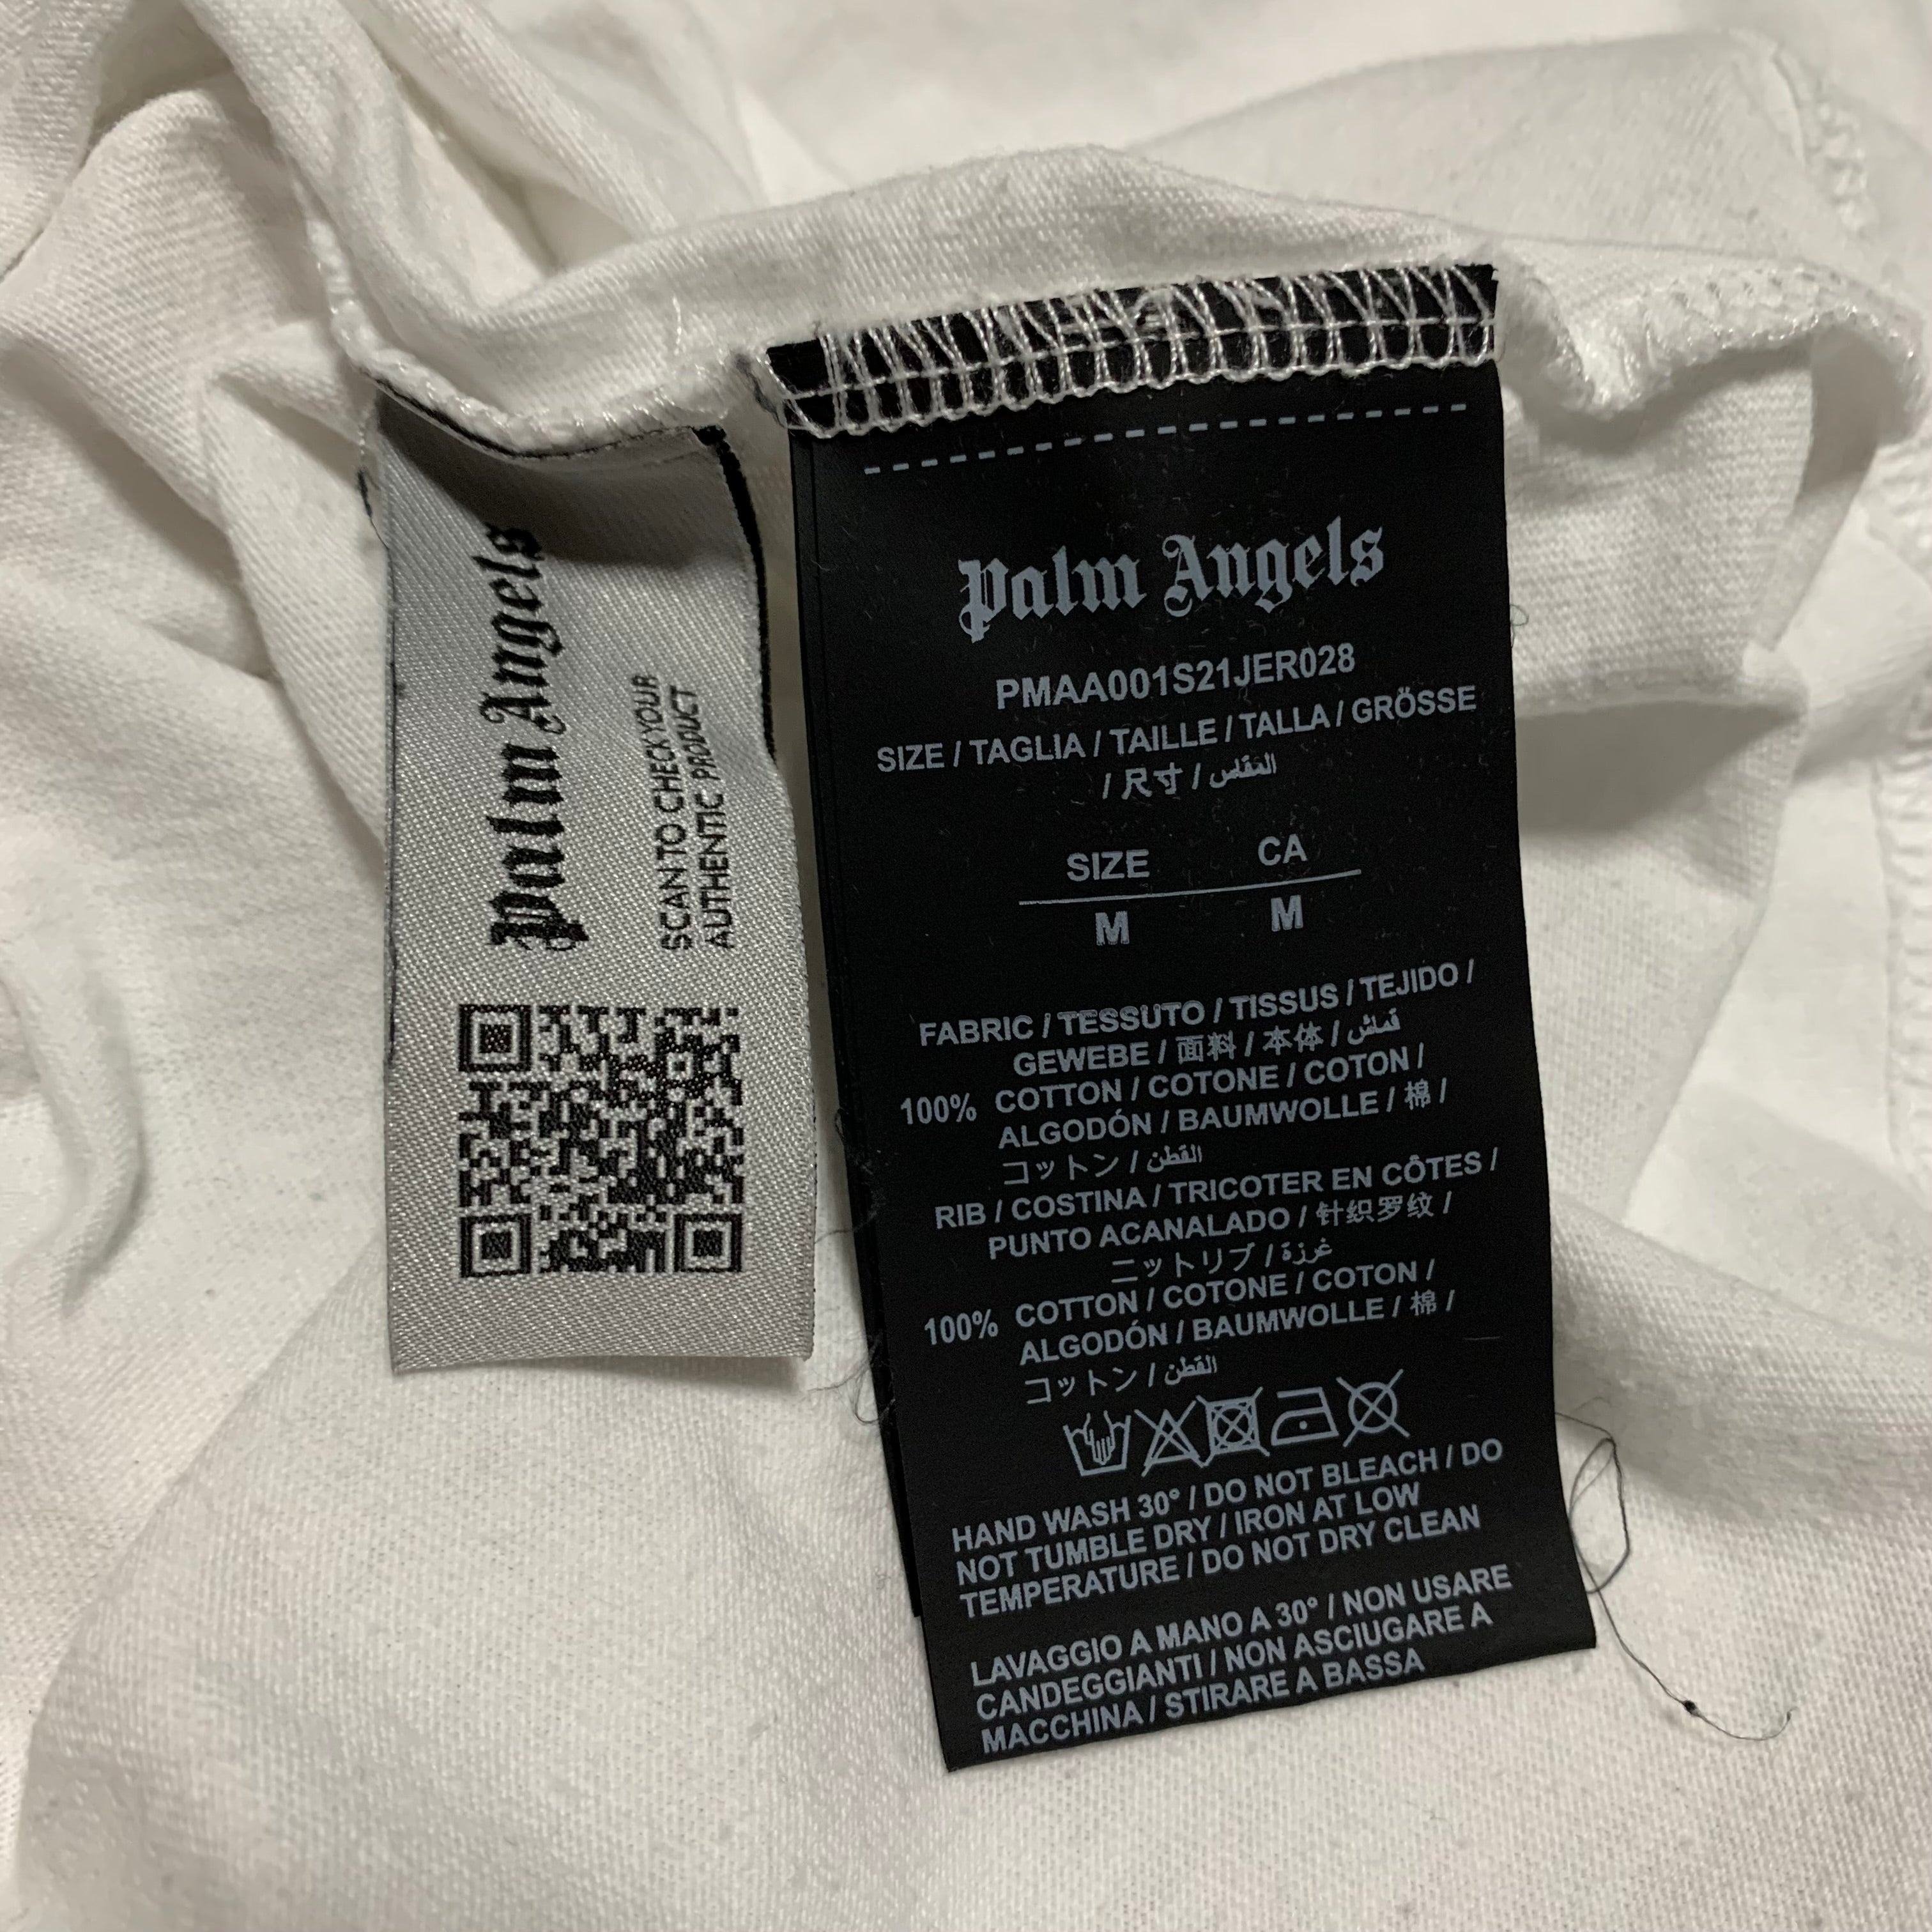 Palm Angels
SCAN TO CHECK YOUR
AUTHENTIC PRODUCT
Palm Angels
PMAA001S21JER028
SIZE / TAGLIA / TAILLE / TALLA / GRÖSSE
/ 尺寸 / المقاس
SIZE CA
M M
FABRIC / TESSUTO / TISSUS / TEJIDO /
GEWEBE / 面料 / 本体 / قماش
100% COTTON / COTONE / COTON /
ALGODÓN / BAUMWOLLE / 棉 /
コットン / القطن
RIB / COSTINA / TRICOTER EN CÔTES /
PUNTO ACANALADO / 针织罗纹 /
ニットリブ / غرزة
100% COTTON / COTONE / COTON /
ALGODÓN / BAUMWOLLE / 棉 /
コットン / القطن
HAND WASH 30° / DO NOT BLEACH / DO
NOT TUMBLE DRY / IRON AT LOW
TEMPERATURE / DO NOT DRY CLEAN
LAVAGGIO A MANO A 30° / NON USARE
CANDEGGIANTI / NON ASCIUGARE A
MACCHINA / STIRARE A BASSA